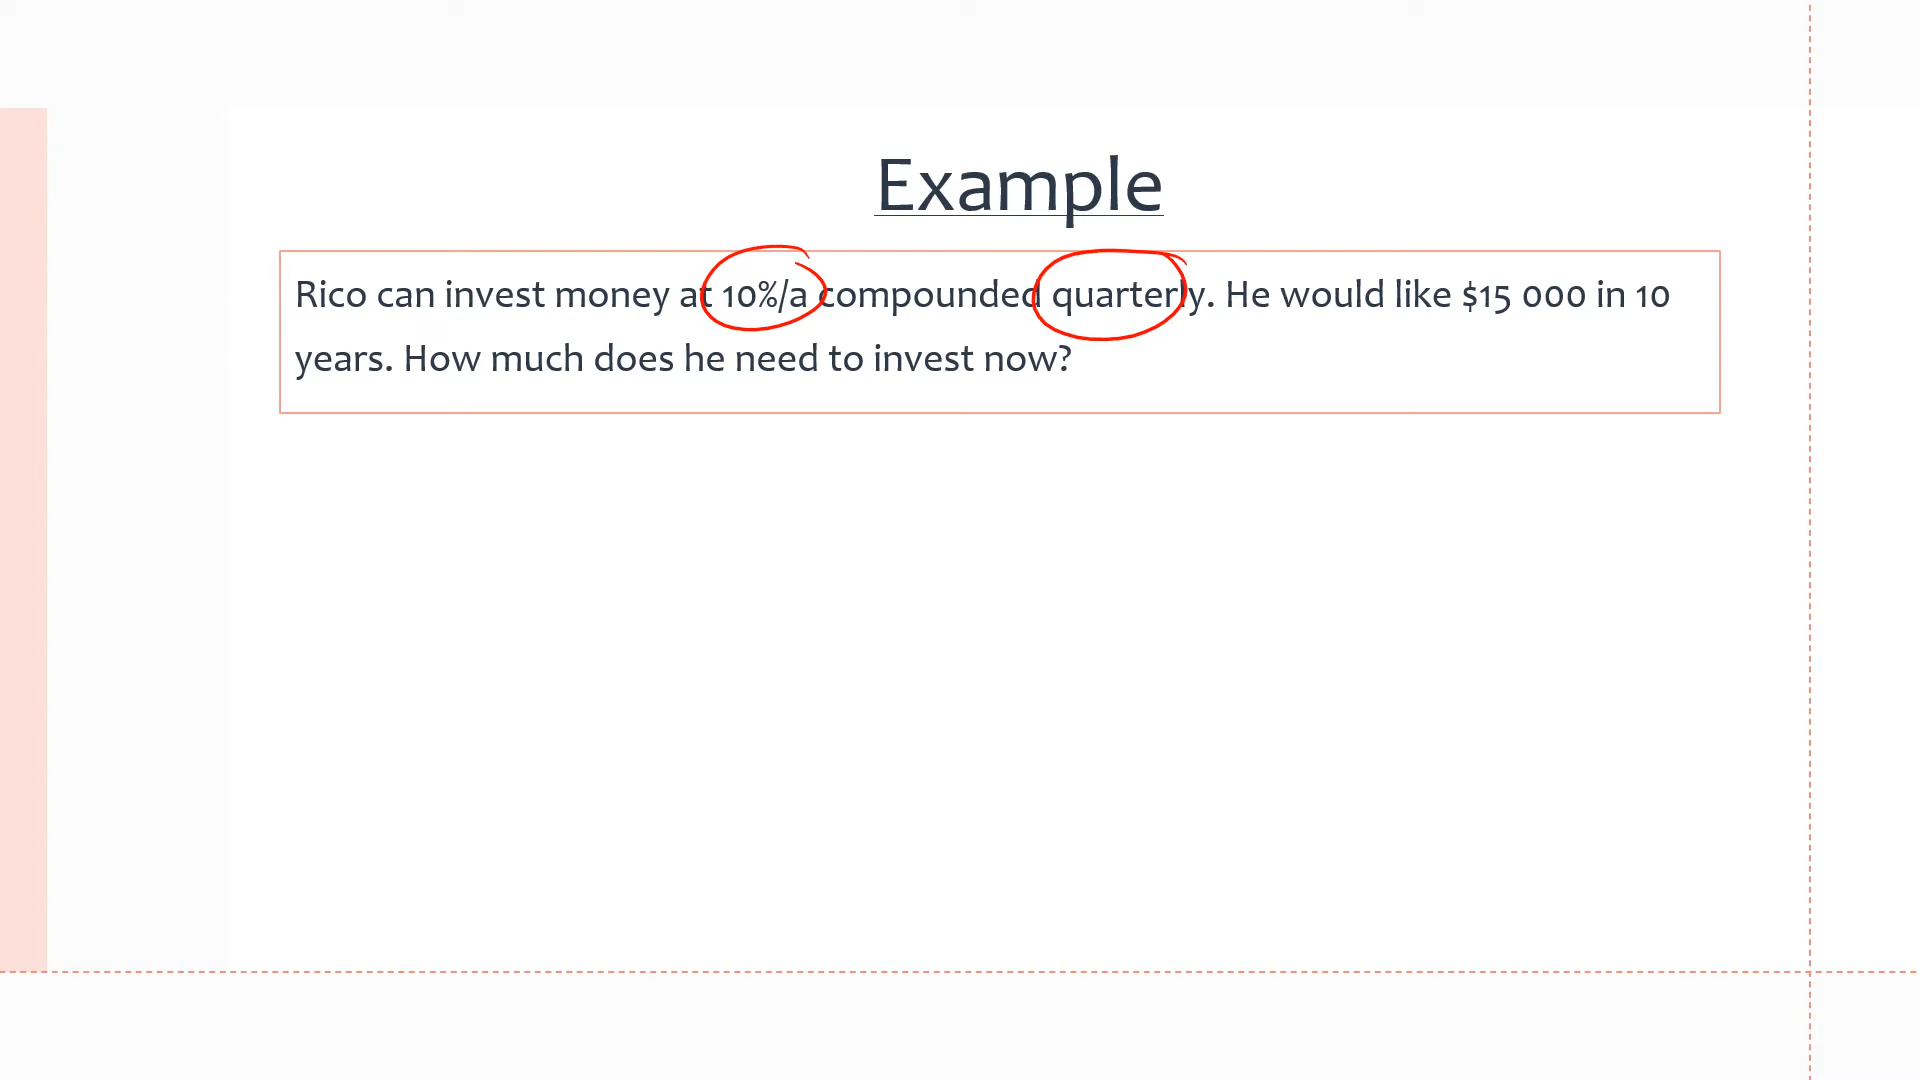 Example
Rico can invest money at 10%/a compounded quarterly. He would like $15 000 in 10
years. How much does he need to invest now?